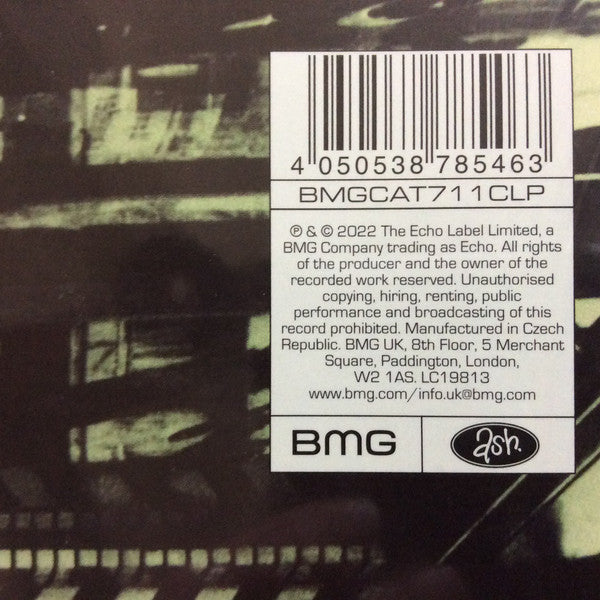 4 050538 785463
BMGCAT711CLP
℗ & © 2022 The Echo Label Limited, a
BMG Company trading as Echo. All rights
of the producer and the owner of the
recorded work reserved. Unauthorised
copying, hiring, renting, public
performance and broadcasting of this
record prohibited. Manufactured in Czech
Republic. BMG UK, 8th Floor, 5 Merchant
Square, Paddington, London,
W2 1AS. LC19813
www.bmg.com/info.uk@bmg.com
BMG
ash.